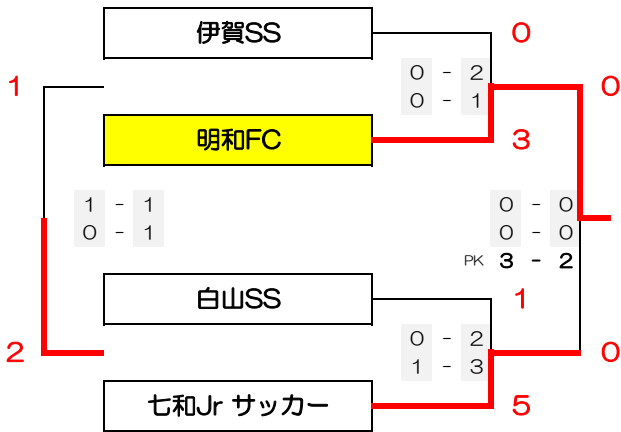 伊賀SS 0
0 - 2
1 0
0 - 1
明和FC 3
1 - 1 0 - 0
0 - 1 0 - 0
PK 3 - 2
白山SS 1
0 - 2
2 0
1 - 3
七和Jr サッカー 5